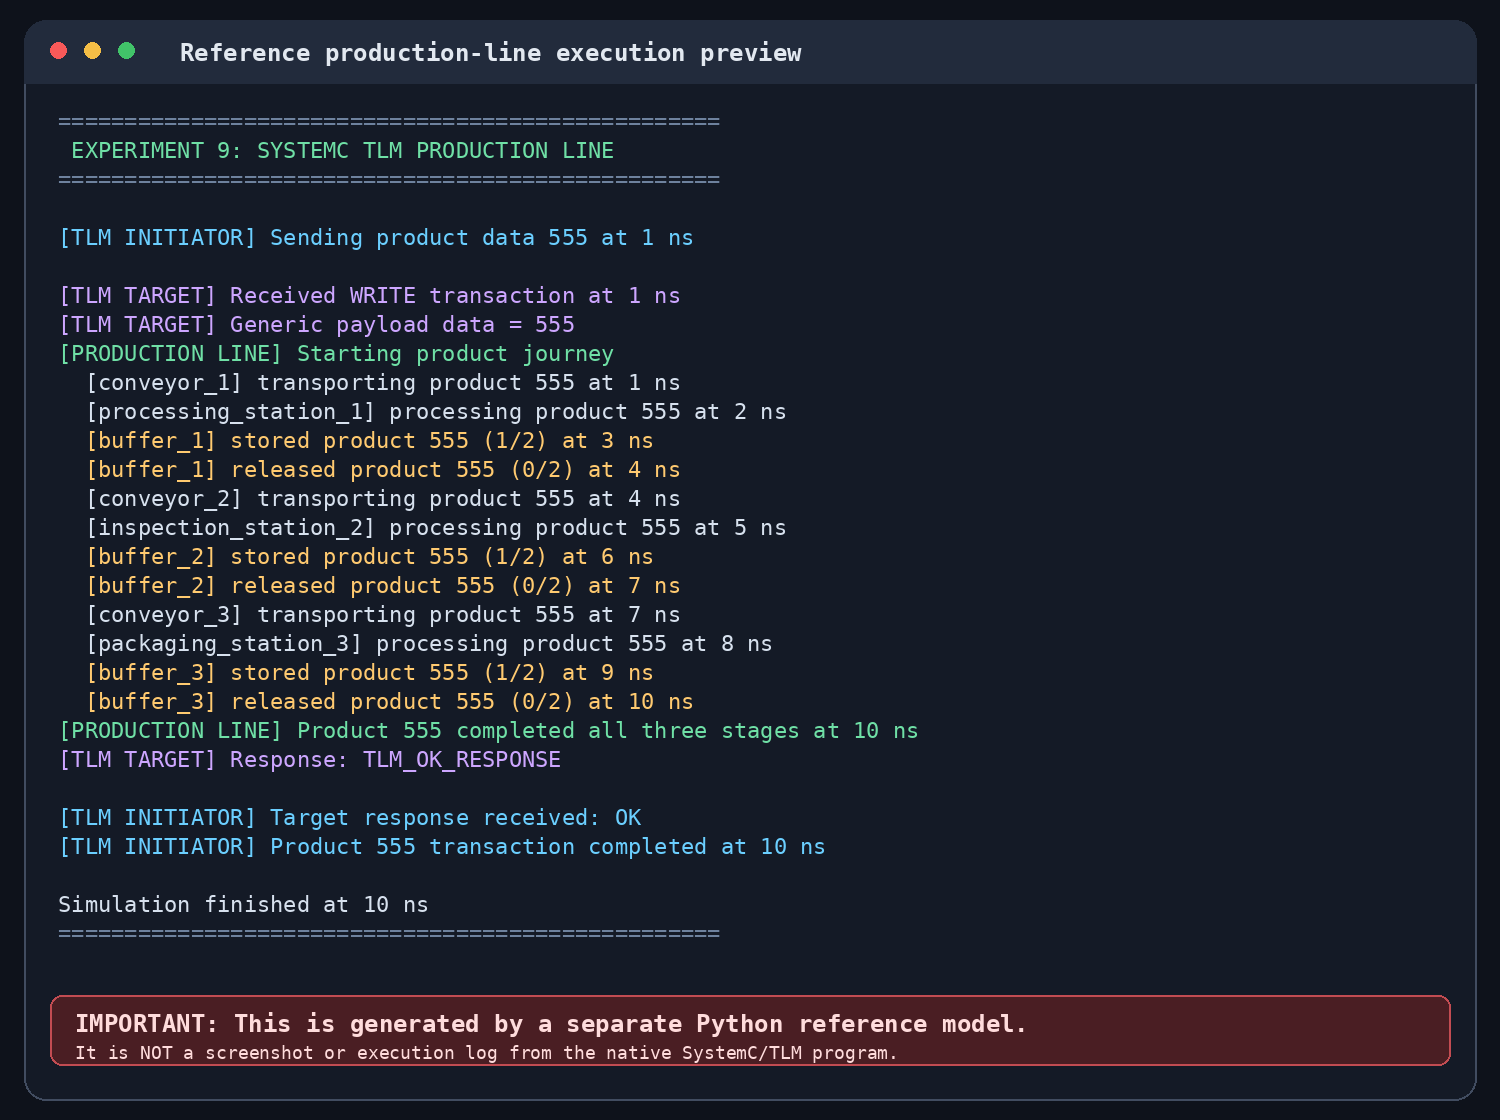 Reference production-line execution preview
==================================================
EXPERIMENT 9: SYSTEMC TLM PRODUCTION LINE
==================================================
[TLM INITIATOR] Sending product data 555 at 1 ns
[TLM TARGET] Received WRITE transaction at 1 ns
[TLM TARGET] Generic payload data = 555
[PRODUCTION LINE] Starting product journey
[conveyor_1] transporting product 555 at 1 ns
[processing_station_1] processing product 555 at 2 ns
[buffer_1] stored product 555 (1/2) at 3 ns
[buffer_1] released product 555 (0/2) at 4 ns
[conveyor_2] transporting product 555 at 4 ns
[inspection_station_2] processing product 555 at 5 ns
[buffer_2] stored product 555 (1/2) at 6 ns
[buffer_2] released product 555 (0/2) at 7 ns
[conveyor_3] transporting product 555 at 7 ns
[packaging_station_3] processing product 555 at 8 ns
[buffer_3] stored product 555 (1/2) at 9 ns
[buffer_3] released product 555 (0/2) at 10 ns
[PRODUCTION LINE] Product 555 completed all three stages at 10 ns
[TLM TARGET] Response: TLM_OK_RESPONSE
[TLM INITIATOR] Target response received: OK
[TLM INITIATOR] Product 555 transaction completed at 10 ns
Simulation finished at 10 ns
==================================================
IMPORTANT: This is generated by a separate Python reference model.
It is NOT a screenshot or execution log from the native SystemC/TLM program.